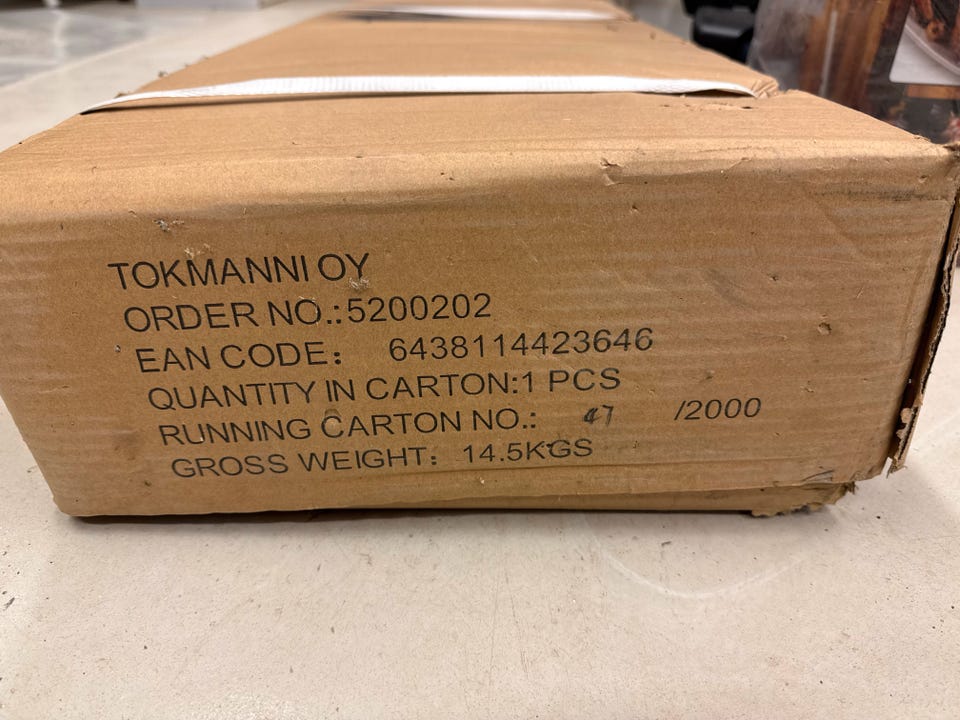 TOKMANNI OY
ORDER NO.:5200202
EAN CODE: 6438114423646
QUANTITY IN CARTON:1 PCS
RUNNING CARTON NO.: /2000
GROSS WEIGHT: 14.5KGS